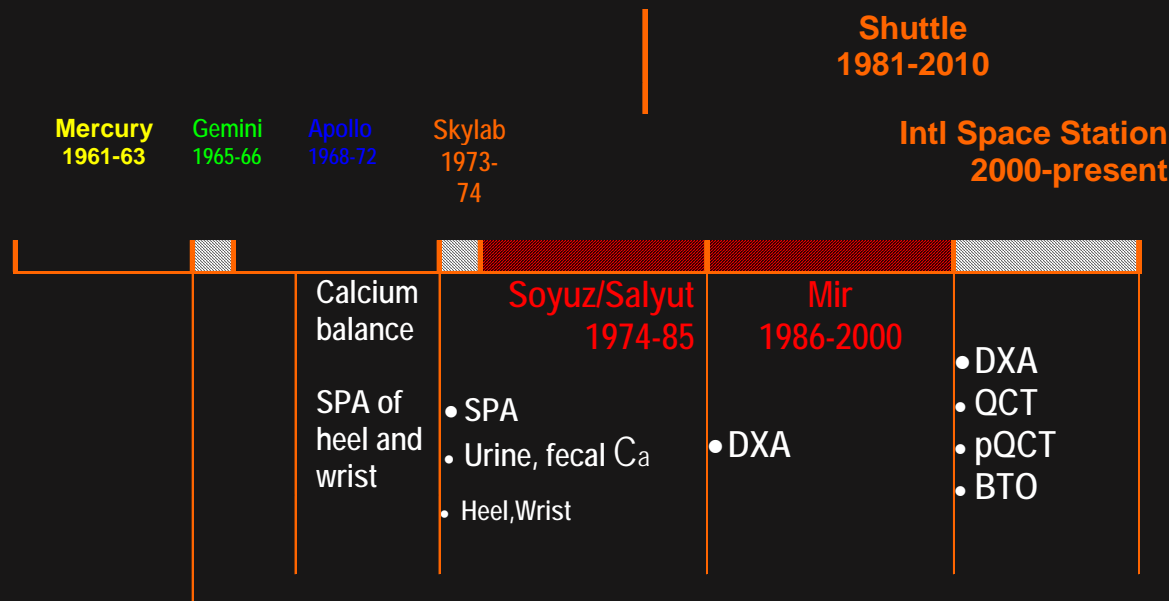 Shuttle
1981-2010
Mercury
1961-63
Gemini
1965-66
Apollo
1968-72
Skylab
1973-
74
Intl Space Station
2000-present
Calcium
balance
SPA of
heel and
wrist
Soyuz/Salyut
1974-85
• SPA
• Urine, fecal Ca
• Heel,Wrist
Mir
1986-2000
• DXA
• DXA
• QCT
• pQCT
• BTO